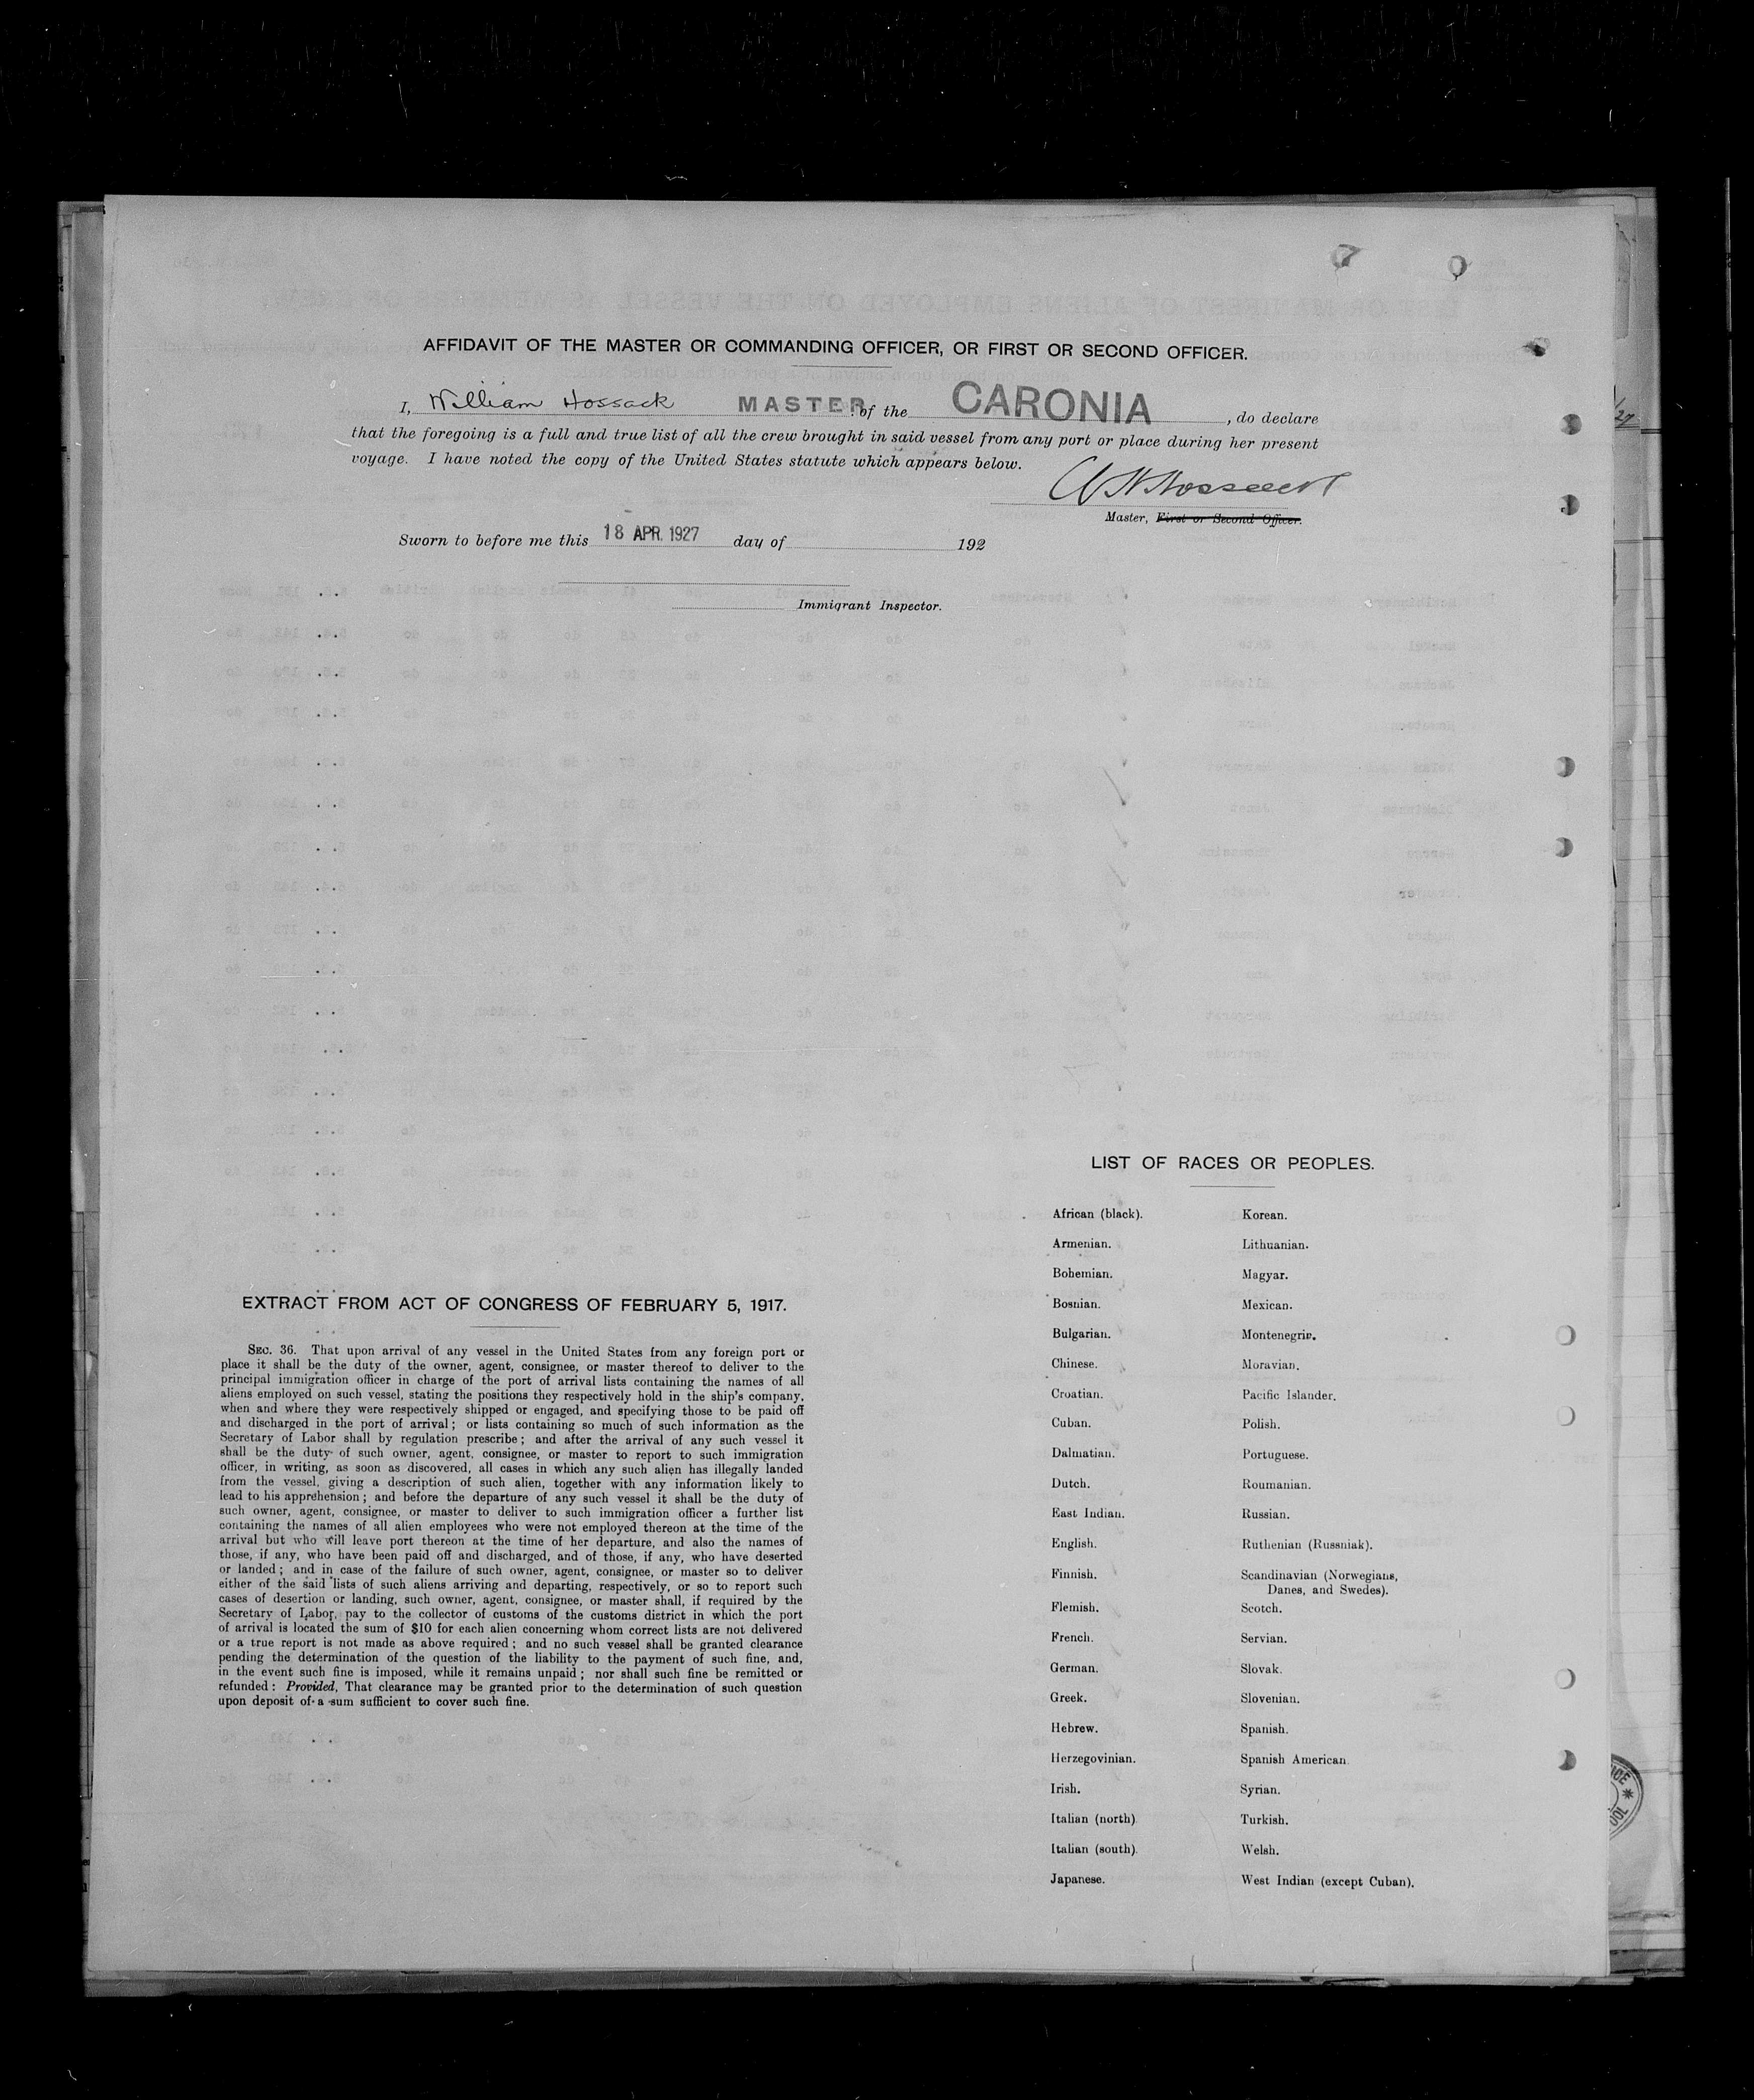 AFFIDAVIT OF THE MASTER OR COMMANDING OFFICER, OR FIRST OR SECOND OFFICER.
I, William Hossack MASTER of the CARONIA , do declare
that the foregoing is a full and true list of all the crew brought in said vessel from any port or place during her present
voyage. I have noted the copy of the United States statute which appears below.
W Hossack
Master, First or Second Officer.
Sworn to before me this 18 APR. 1927 day of 192
Immigrant Inspector.
EXTRACT FROM ACT OF CONGRESS OF FEBRUARY 5, 1917.
SEC. 36. That upon arrival of any vessel in the United States from any foreign port or
place it shall be the duty of the owner, agent, consignee, or master thereof to deliver to the
principal immigration officer in charge of the port of arrival lists containing the names of all
aliens employed on such vessel, stating the positions they respectively hold in the ship's company,
when and where they were respectively shipped or engaged, and specifying those to be paid off
and discharged in the port of arrival; or lists containing so much of such information as the
Secretary of Labor shall by regulation prescribe; and after the arrival of any such vessel it
shall be the duty of such owner, agent, consignee, or master to report to such immigration
officer, in writing, as soon as discovered, all cases in which any such alien has illegally landed
from the vessel, giving a description of such alien, together with any information likely to
lead to his apprehension; and before the departure of any such vessel it shall be the duty of
such owner, agent, consignee, or master to deliver to such immigration officer a further list
containing the names of all alien employees who were not employed thereon at the time of the
arrival but who will leave port thereon at the time of her departure, and also the names of
those, if any, who have been paid off and discharged, and of those, if any, who have deserted
or landed; and in case of the failure of such owner, agent, consignee, or master so to deliver
either of the said lists of such aliens arriving and departing, respectively, or so to report such
cases of desertion or landing, such owner, agent, consignee, or master shall, if required by the
Secretary of Labor, pay to the collector of customs of the customs district in which the port
of arrival is located the sum of $10 for each alien concerning whom correct lists are not delivered
or a true report is not made as above required; and no such vessel shall be granted clearance
pending the determination of the question of the liability to the payment of such fine, and,
in the event such fine is imposed, while it remains unpaid; nor shall such fine be remitted or
refunded: Provided, That clearance may be granted prior to the determination of such question
upon deposit of a sum sufficient to cover such fine.
LIST OF RACES OR PEOPLES.
African (black).
Armenian.
Bohemian.
Bosnian.
Bulgarian.
Chinese.
Croatian.
Cuban.
Dalmatian.
Dutch.
East Indian.
English.
Finnish.
Flemish.
French.
German.
Greek.
Hebrew.
Herzegovinian.
Irish.
Italian (north)
Italian (south).
Japanese.
Korean.
Lithuanian.
Magyar.
Mexican.
Montenegrin.
Moravian.
Pacific Islander.
Polish.
Portuguese.
Roumanian.
Russian.
Ruthenian (Russniak).
Scandinavian (Norwegians,
Danes, and Swedes).
Scotch.
Servian.
Slovak.
Slovenian.
Spanish.
Spanish American
Syrian.
Turkish.
Welsh.
West Indian (except Cuban).